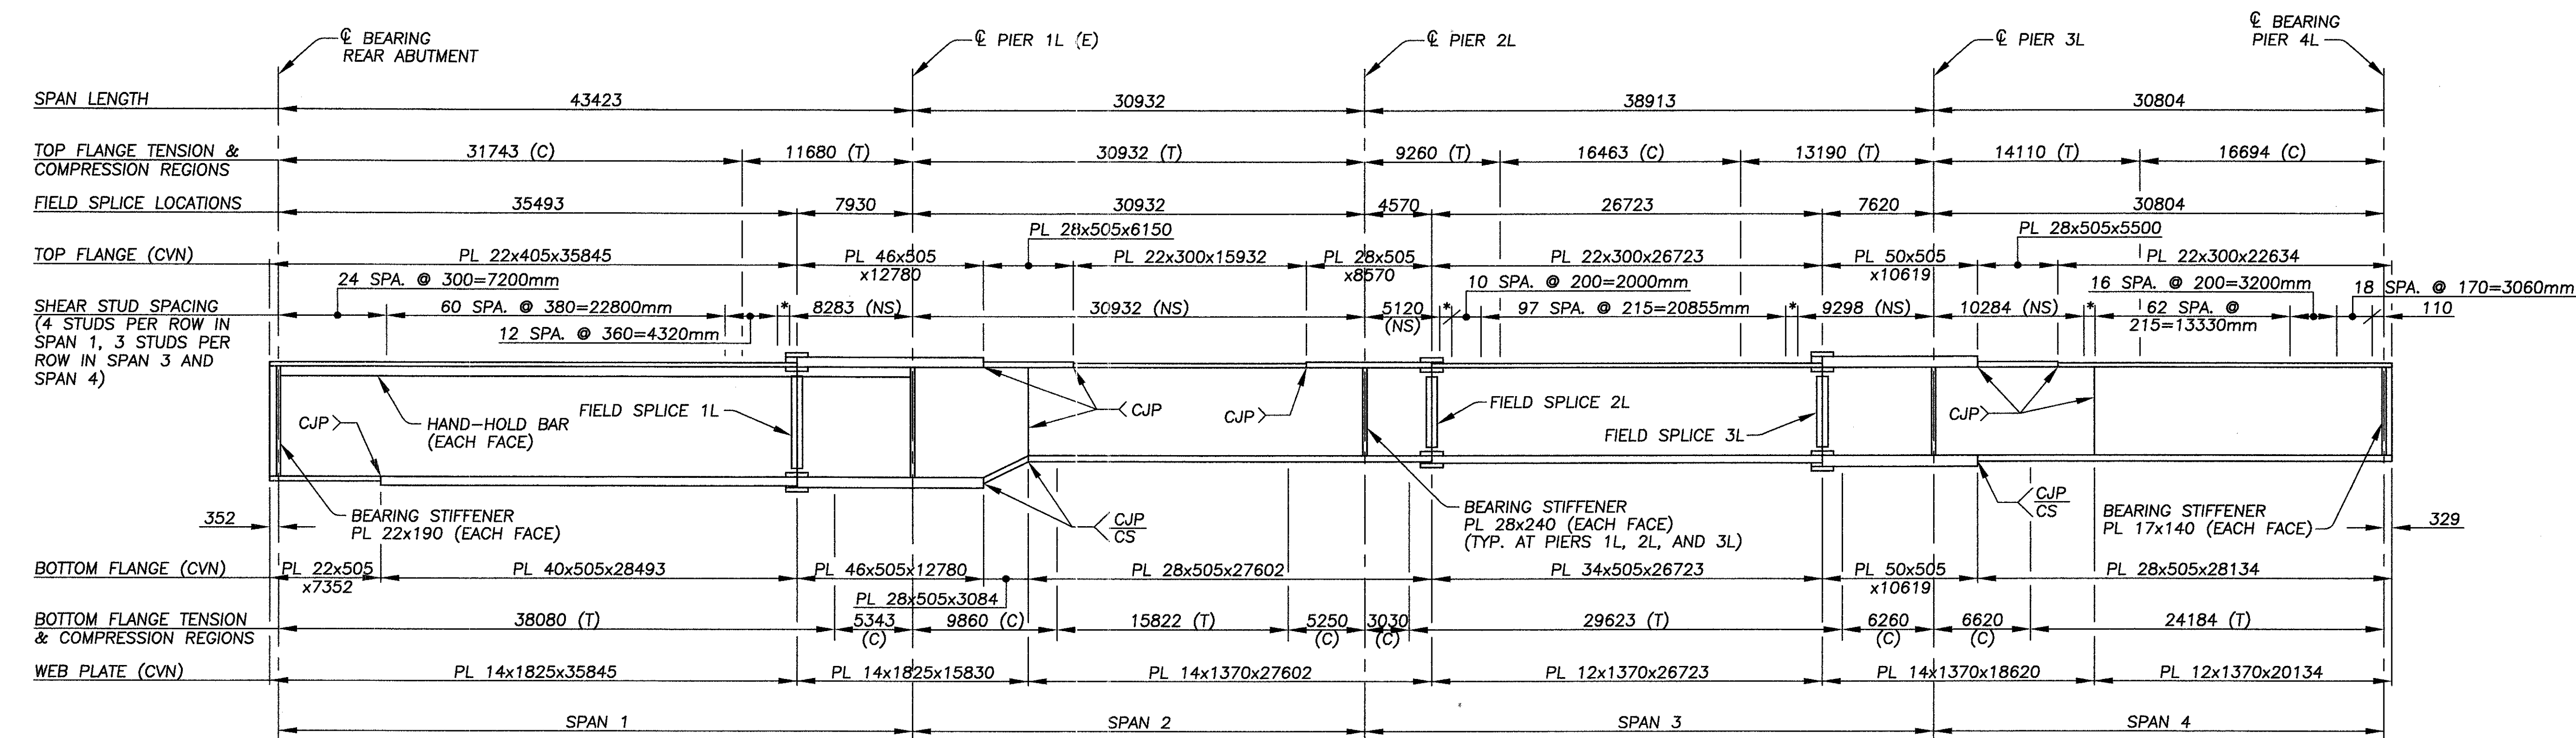 ℄ BEARING
REAR ABUTMENT
℄ PIER 1L (E)
℄ PIER 2L
℄ PIER 3L
℄ BEARING
PIER 4L
SPAN LENGTH
43423
30932
38913
30804
TOP FLANGE TENSION &
COMPRESSION REGIONS
31743 (C)
11680 (T)
30932 (T)
9260 (T)
16463 (C)
13190 (T)
14110 (T)
16694 (C)
FIELD SPLICE LOCATIONS
35493
7930
30932
4570
26723
7620
30804
TOP FLANGE (CVN)
PL 22x405x35845
PL 46x505
x12780
PL 28x505x6150
PL 22x300x15932
PL 28x505
x8570
PL 22x300x26723
PL 50x505
x10619
PL 28x505x5500
PL 22x300x22634
SHEAR STUD SPACING
(4 STUDS PER ROW IN
SPAN 1, 3 STUDS PER
ROW IN SPAN 3 AND
SPAN 4)
24 SPA. @ 300=7200mm
60 SPA. @ 380=22800mm
12 SPA. @ 360=4320mm
*
8283 (NS)
30932 (NS)
5120
(NS)
*
10 SPA. @ 200=2000mm
97 SPA. @ 215=20855mm
*
9298 (NS)
10284 (NS)
*
62 SPA. @
215=13330mm
16 SPA. @ 200=3200mm
18 SPA. @ 170=3060mm
110
CJP
HAND-HOLD BAR
(EACH FACE)
FIELD SPLICE 1L
CJP
CJP
FIELD SPLICE 2L
FIELD SPLICE 3L
CJP
352
BEARING STIFFENER
PL 22x190 (EACH FACE)
CJP
CS
BEARING STIFFENER
PL 28x240 (EACH FACE)
(TYP. AT PIERS 1L, 2L, AND 3L)
CJP
CS
BEARING STIFFENER
PL 17x140 (EACH FACE)
329
BOTTOM FLANGE (CVN)
PL 22x505
x7352
PL 40x505x28493
PL 46x505x12780
PL 28x505x3084
PL 28x505x27602
PL 34x505x26723
PL 50x505
x10619
PL 28x505x28134
BOTTOM FLANGE TENSION
& COMPRESSION REGIONS
38080 (T)
5343
(C)
9860 (C)
15822 (T)
5250
(C)
3030
(C)
29623 (T)
6260
(C)
6620
(C)
24184 (T)
WEB PLATE (CVN)
PL 14x1825x35845
PL 14x1825x15830
PL 14x1370x27602
PL 12x1370x26723
PL 14x1370x18620
PL 12x1370x20134
SPAN 1
SPAN 2
SPAN 3
SPAN 4